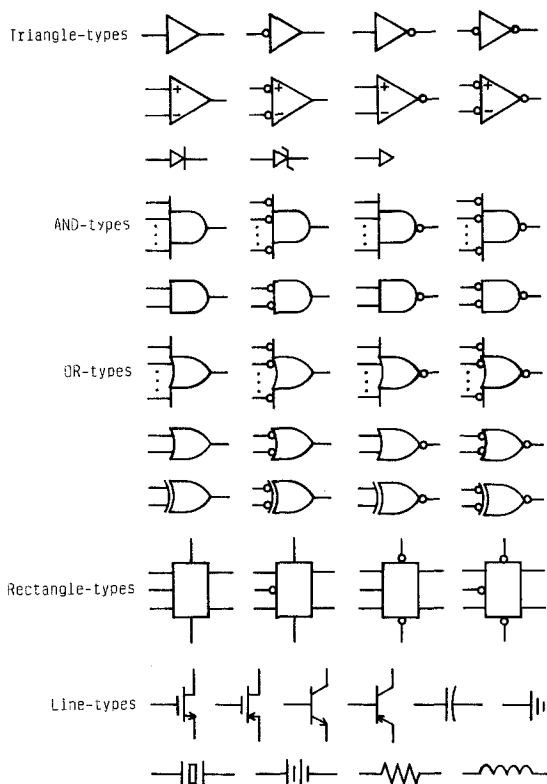 Triangle-types
+ + + +
− − − −
AND-types
OR-types
Rectangle-types
Line-types